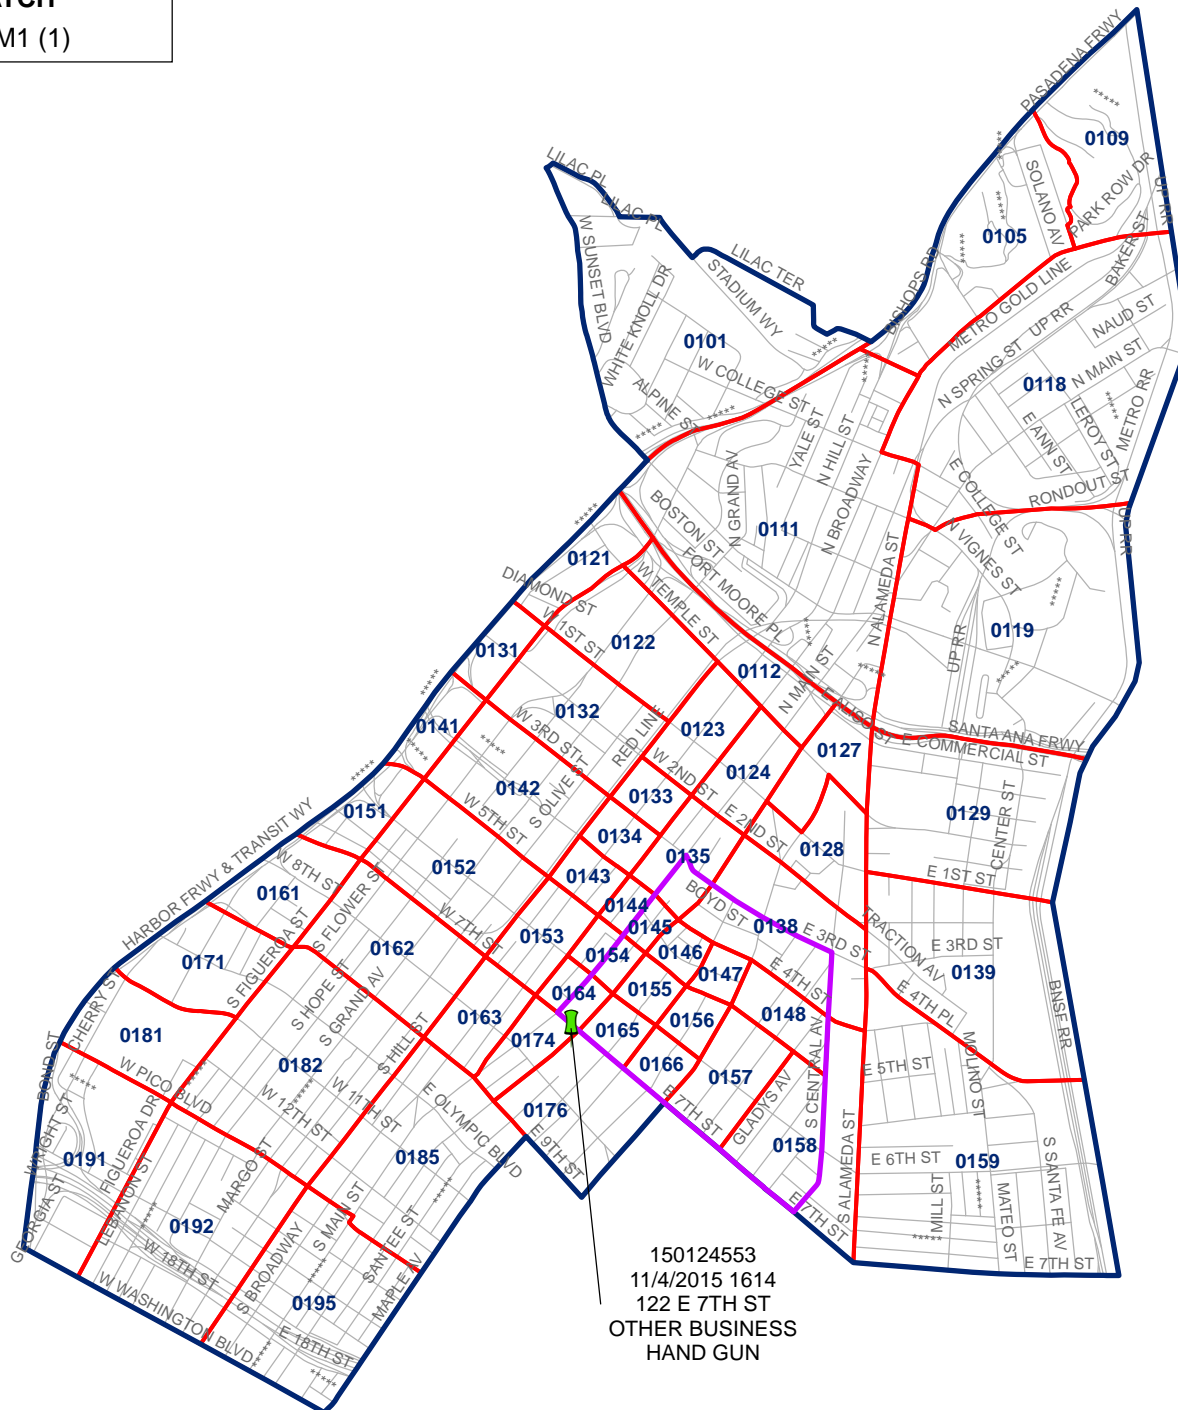 M1 (1)
PASADENA FRWY
*****
0109
LILAC PL
LILAC PL
SOLANO AV
PARK ROW DR
UP RR
*****
*****
0105
*****
BAKER ST
W SUNSET BLVD
LILAC TER
STADIUM WY
BISHOPS RD
METRO GOLD LINE
WHITE KNOLL DR
UP RR
NAUD ST
0101
*****
N SPRING ST
N MAIN ST
W COLLEGE ST
*****
0118
METRO RR
ALPINE ST
*****
*****
YALE ST
N HILL ST
LEROY ST
*****
E ANN ST
N GRAND AV
N BROADWAY
E COLLEGE ST
RONDOUT ST
BOSTON ST
0111
*****
UP RR
0121
FORT MOORE PL
N ALAMEDA ST
N VIGNES ST
DIAMOND ST
W TEMPLE ST
*****
W 1ST ST
0122
*****
0119
0131
UP RR
0112
N MAIN ST
*****
*****
*****
0132
RED LINE
E ALISO ST
SANTA ANA FRWY
0141
W 3RD ST
0123
0127
E COMMERCIAL ST
*****
*****
*****
W 2ND ST
0124
0142
S OLIVE ST
0133
HARBOR FRWY & TRANSIT WY
0151
W 5TH ST
E 2ND ST
0129
CENTER ST
0134
0128
W 8TH ST
0152
0135
0143
E 1ST ST
0161
S FLOWER ST
BOYD ST
0144
S FIGUEROA ST
W 7TH ST
0138
TRACTION AV
0145
E 3RD ST
0153
0162
0154
0146
E 3RD ST
0171
0147
0139
E 4TH ST
S HOPE ST
S GRAND AV
0164
0155
E 4TH PL
CHERRY ST
0163
0156
0148
BNSF RR
0181
0174
0165
S HILL ST
S CENTRAL AV
BOND ST
0182
0166
E 5TH ST
MOLINO ST
W PICO BLVD
*****
*****
0157
*****
W 12TH ST
W 11TH ST
E OLYMPIC BLVD
0176
E 7TH ST
GLADYS AV
WRIGHT ST
FIGUEROA DR
E 9TH ST
S ALAMEDA ST
0158
0191
0185
E 6TH ST
0159
S SANTA FE AV
MARGO ST
LEBANON ST
*****
MILL ST
*****
MATEO ST
GEORGIA ST
*****
0192
S MAIN ST
E 7TH ST
SANTEE ST
*****
W 18TH ST
S BROADWAY
*****
MAPLE AV
E 7TH ST
W WASHINGTON BLVD
0195
E 18TH ST
*****
*****
150124553
11/4/2015 1614
122 E 7TH ST
OTHER BUSINESS
HAND GUN